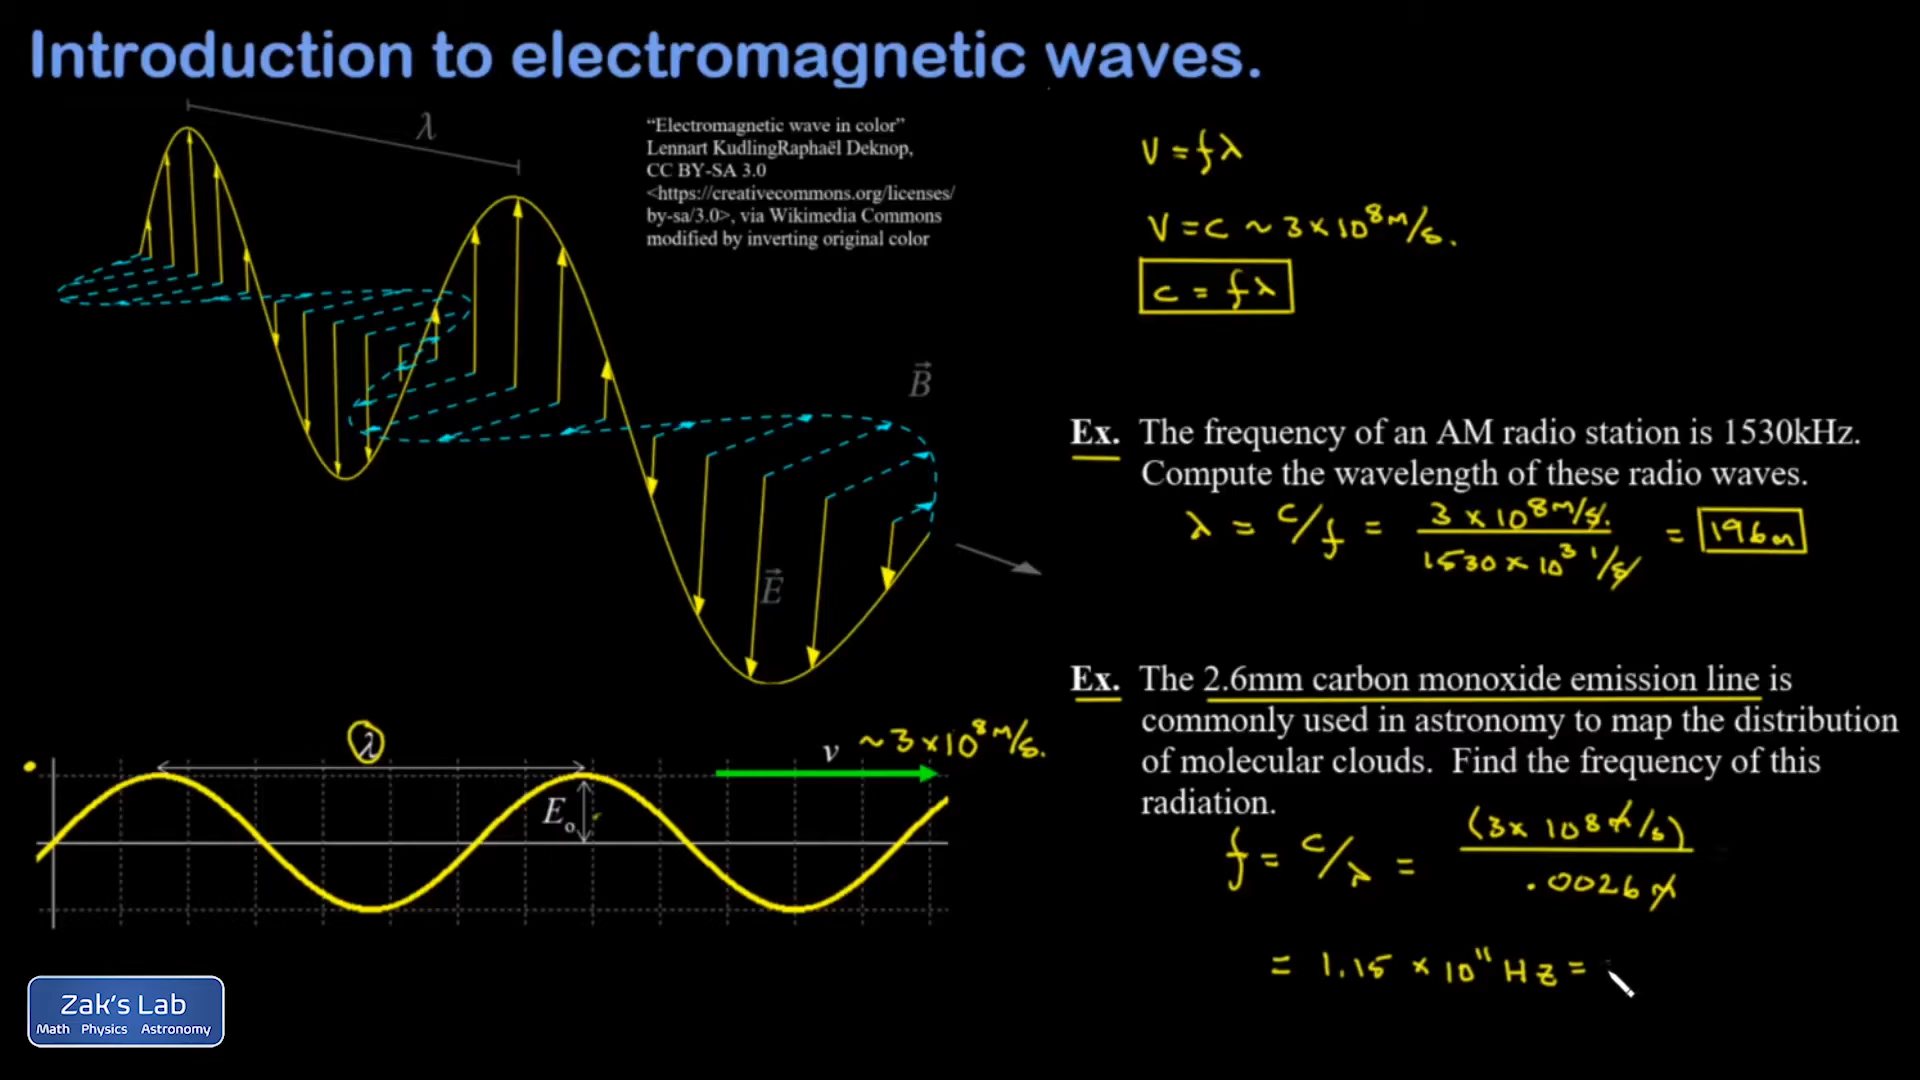 Introduction to electromagnetic waves.
λ
“Electromagnetic wave in color”
Lennart KudlingRaphaël Deknop,
CC BY-SA 3.0
<https://creativecommons.org/licenses/
by-sa/3.0>, via Wikimedia Commons
modified by inverting original color
B⃗
E⃗
λ
v ~3×10⁸m/s.
E₀
Zak's Lab
Math Physics Astronomy
v = fλ
v = c ~ 3×10⁸m/s.
c = fλ
Ex. The frequency of an AM radio station is 1530kHz.
Compute the wavelength of these radio waves.
λ = c/f = 3 × 10⁸m/s. / 1530 × 10³ 1/s = 196m
Ex. The 2.6mm carbon monoxide emission line is
commonly used in astronomy to map the distribution
of molecular clouds. Find the frequency of this
radiation.
f = c/λ = (3× 10⁸m/s) / .0026m
= 1.15 × 10¹¹ Hz =